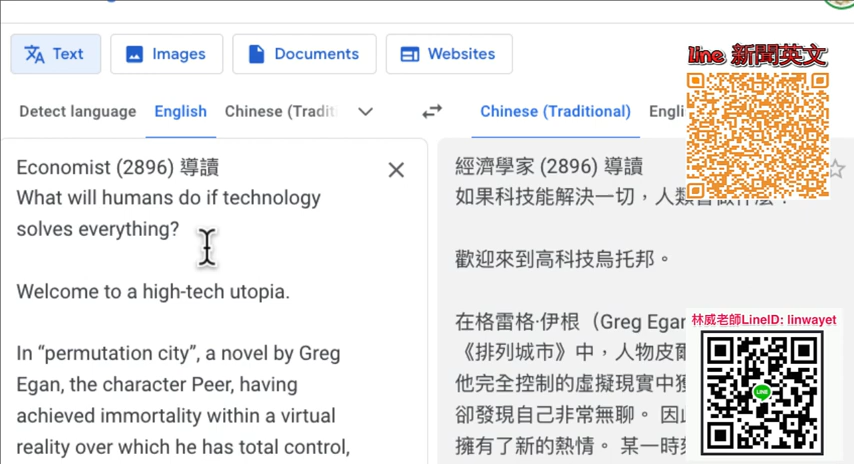 Text
Images
Documents
Websites
line 新聞英文
Detect language
English
Chinese (Tradit
Chinese (Traditional)
Engli
Economist (2896) 導讀
What will humans do if technology
solves everything?
Welcome to a high-tech utopia.
In “permutation city”, a novel by Greg
Egan, the character Peer, having
achieved immortality within a virtual
reality over which he has total control,
經濟學家 (2896) 導讀
如果科技能解決一切，人類會做什麼？
歡迎來到高科技烏托邦。
在格雷格·伊根（Greg Egan
《排列城市》中，人物皮爾
他完全控制的虛擬現實中獲
卻發現自己非常無聊。 因此
擁有了新的熱情。 某一時刻
林威老師LineID: linwayet
LINE